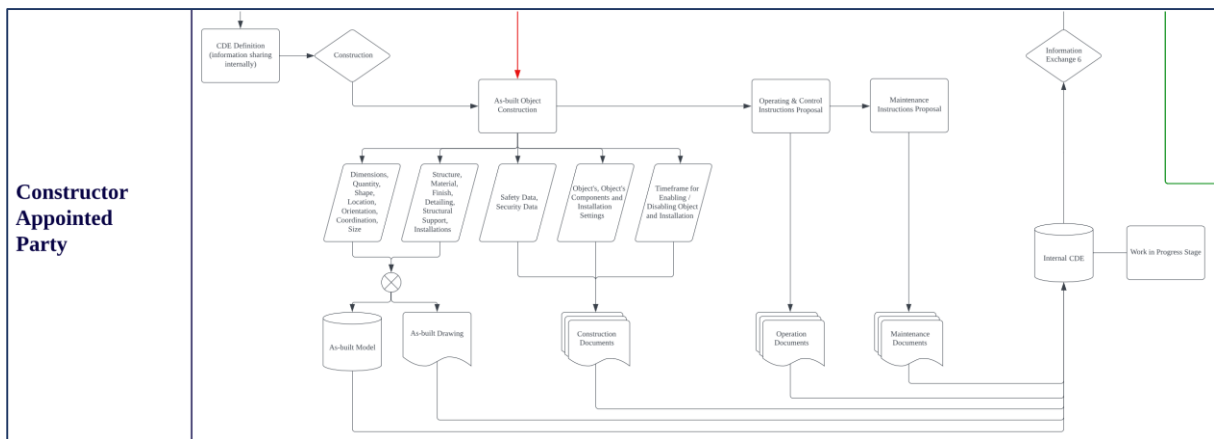 Constructor
Appointed
Party
CDE Definition
(information sharing
internally)
Construction
As-built Object
Construction
Operating & Control
Instructions Proposal
Maintenance
Instructions Proposal
Information
Exchange 6
Dimensions,
Quantity,
Shape,
Location,
Orientation,
Coordination,
Size
Structure,
Material,
Finish,
Detailing,
Structural
Support,
Installations
Safety Data,
Security Data
Object's, Object's
Components and
Installation
Settings
Timeframe for
Enabling /
Disabling Object
and Installation
Internal CDE
Work in Progress Stage
As-built Model
As-built Drawing
Construction
Documents
Operation
Documents
Maintenance
Documents